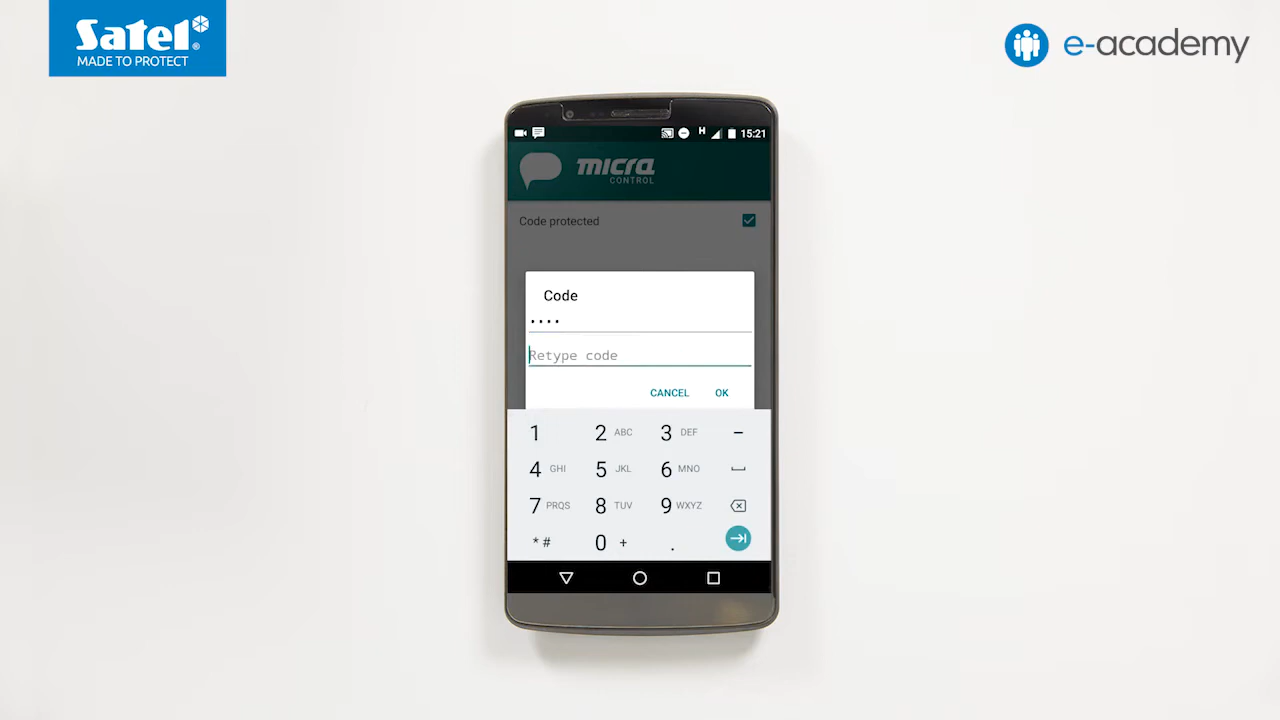 Satel®
MADE TO PROTECT
e-academy
H 15:21
micra
CONTROL
Code protected
Code
••••
Retype code
CANCEL OK
1 2 ABC 3 DEF –
4 GHI 5 JKL 6 MNO
7 PRQS 8 TUV 9 WXYZ
* # 0 + .